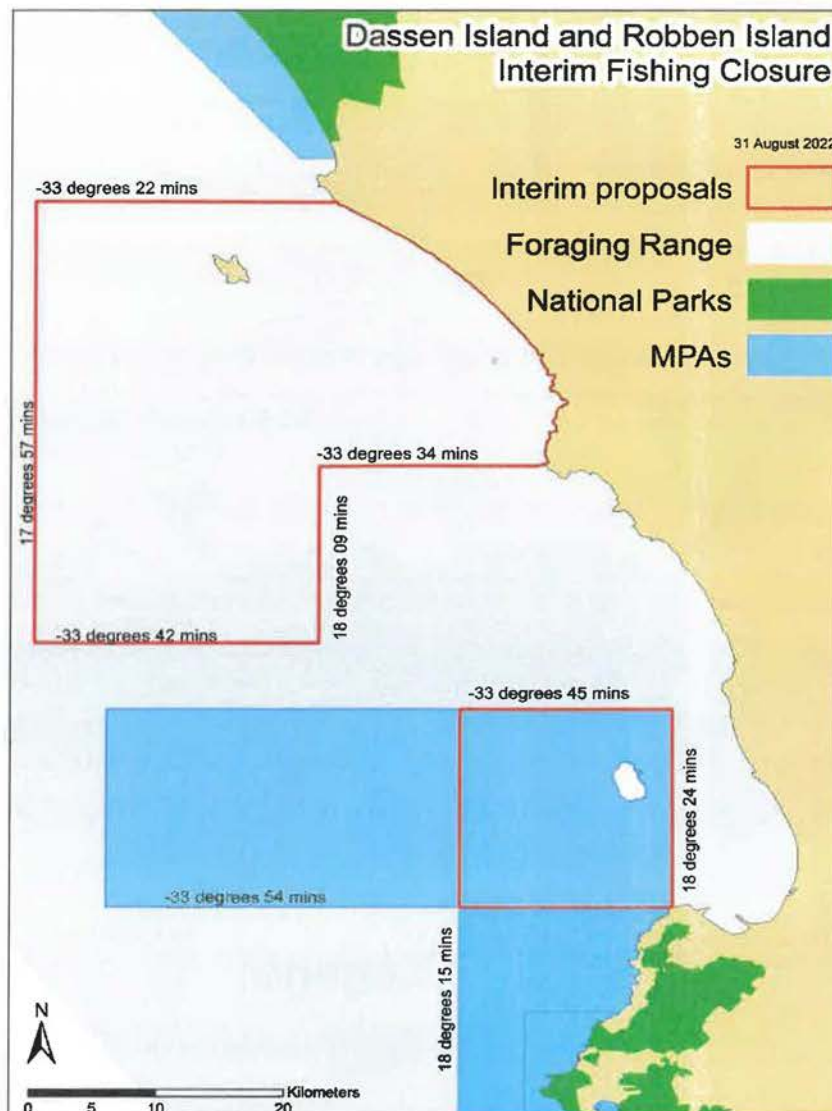 Dassen Island and Robben Island
Interim Fishing Closure
31 August 2022
Interim proposals
Foraging Range
National Parks
MPAs
-33 degrees 22 mins
17 degrees 57 mins
-33 degrees 34 mins
18 degrees 09 mins
-33 degrees 42 mins
-33 degrees 45 mins
18 degrees 24 mins
-33 degrees 54 mins
18 degrees 15 mins
N
Kilometers
0 5 10 20